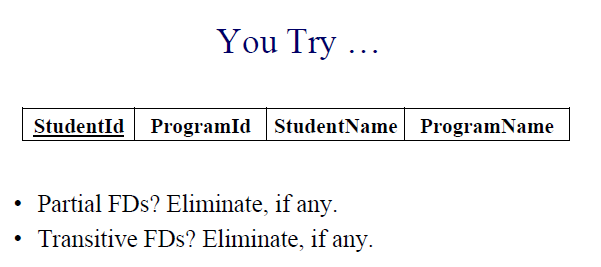 You Try …
StudentId ProgramId StudentName ProgramName
• Partial FDs? Eliminate, if any.
• Transitive FDs? Eliminate, if any.